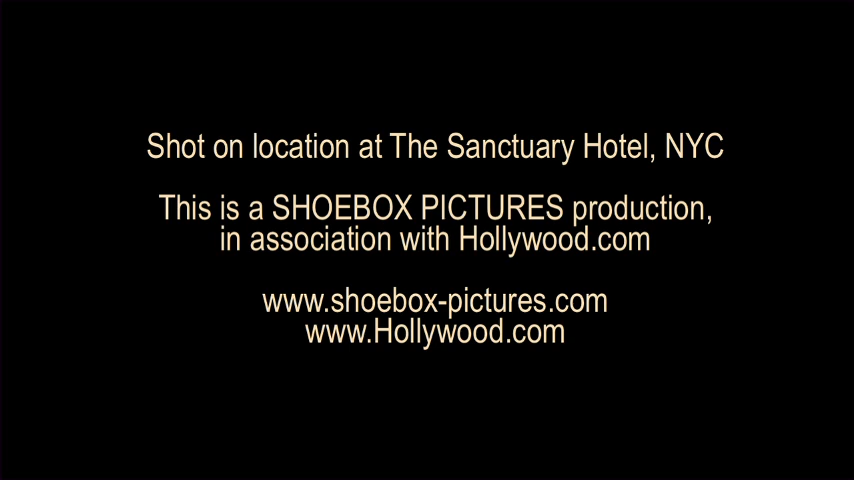 Shot on location at The Sanctuary Hotel, NYC
This is a SHOEBOX PICTURES production,
in association with Hollywood.com
www.shoebox-pictures.com
www.Hollywood.com